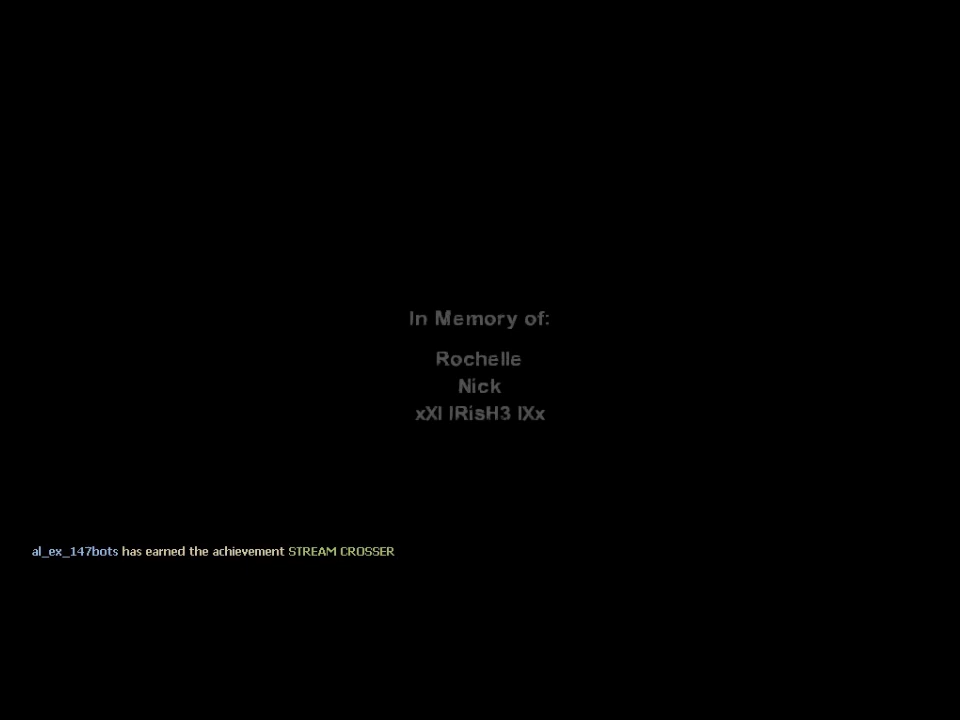 In Memory of:
Rochelle
Nick
xXl lRisH3 lXx
al_ex_147bots has earned the achievement STREAM CROSSER